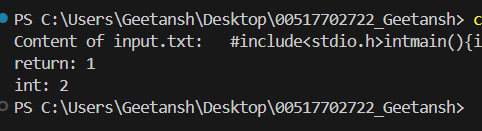 PS C:\Users\Geetansh\Desktop\00517702722_Geetansh>
Content of input.txt:   #include<stdio.h>intmain(){i
return: 1
int: 2
PS C:\Users\Geetansh\Desktop\00517702722_Geetansh>